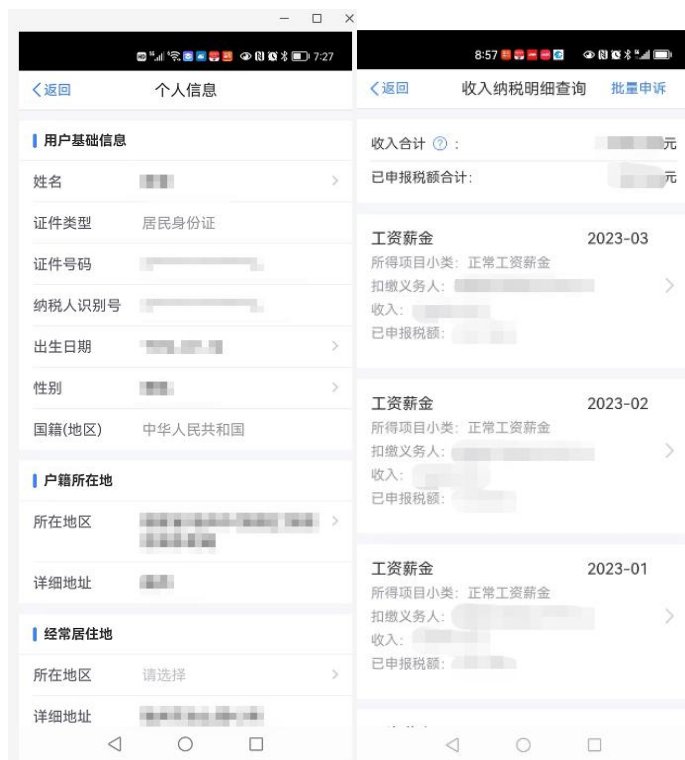 7:27
返回
个人信息
用户基础信息
姓名
证件类型 居民身份证
证件号码
纳税人识别号
出生日期
性别
国籍(地区) 中华人民共和国
户籍所在地
所在地区
详细地址
经常居住地
所在地区 请选择
详细地址
8:57
返回
收入纳税明细查询
批量申诉
收入合计 ? : 元
已申报税额合计: 元
工资薪金 2023-03
所得项目小类: 正常工资薪金
扣缴义务人:
收入:
已申报税额:
工资薪金 2023-02
所得项目小类: 正常工资薪金
扣缴义务人:
收入:
已申报税额:
工资薪金 2023-01
所得项目小类: 正常工资薪金
扣缴义务人:
收入:
已申报税额: